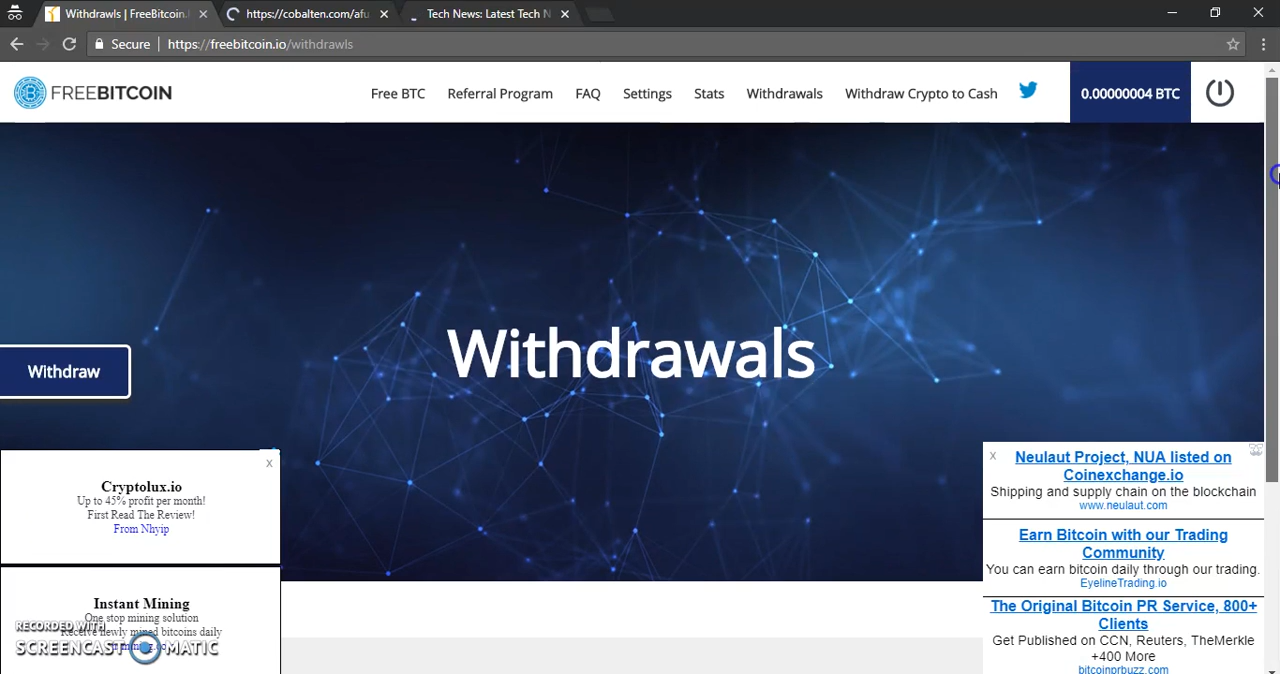 Withdrawls | FreeBitcoin.
https://cobalten.com/afu
Tech News: Latest Tech N
Secure
https://freebitcoin.io/withdrawls
FREEBITCOIN
Free BTC
Referral Program
FAQ
Settings
Stats
Withdrawals
Withdraw Crypto to Cash
0.00000004 BTC
Withdrawals
Withdraw
X
Cryptolux.io
Up to 45% profit per month!
First Read The Review!
From Nhyip
Instant Mining
One stop mining solution
Receive newly mined bitcoins daily
RECORDED WITH
SCREENCAST MATIC
X
Neulaut Project, NUA listed on
Coinexchange.io
Shipping and supply chain on the blockchain
www.neulaut.com
Earn Bitcoin with our Trading
Community
You can earn bitcoin daily through our trading.
EyelineTrading.io
The Original Bitcoin PR Service, 800+
Clients
Get Published on CCN, Reuters, TheMerkle
+400 More
bitcoinprbuzz.com